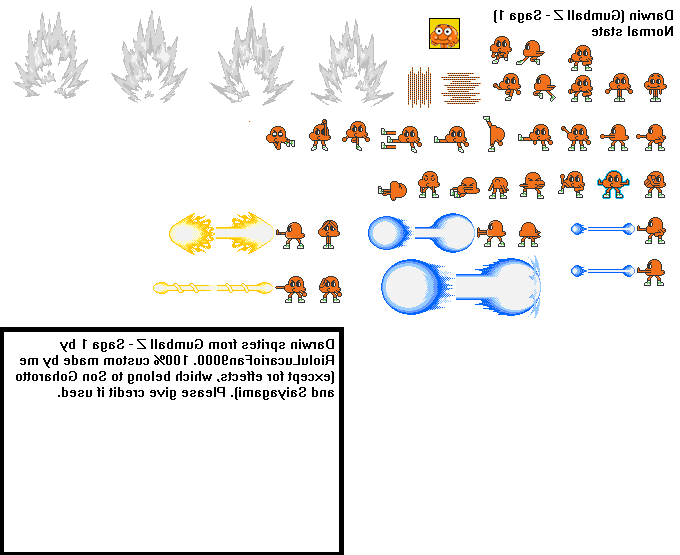 Darwin (Gumball Z - Saga 1)
Normal state
Darwin sprites from Gumball Z - Saga 1 by
RioluLucarioFan9000. 100% custom made by me
(except for effects, which belong to Son Goharotto
and Saiyagami). Please give credit if used.